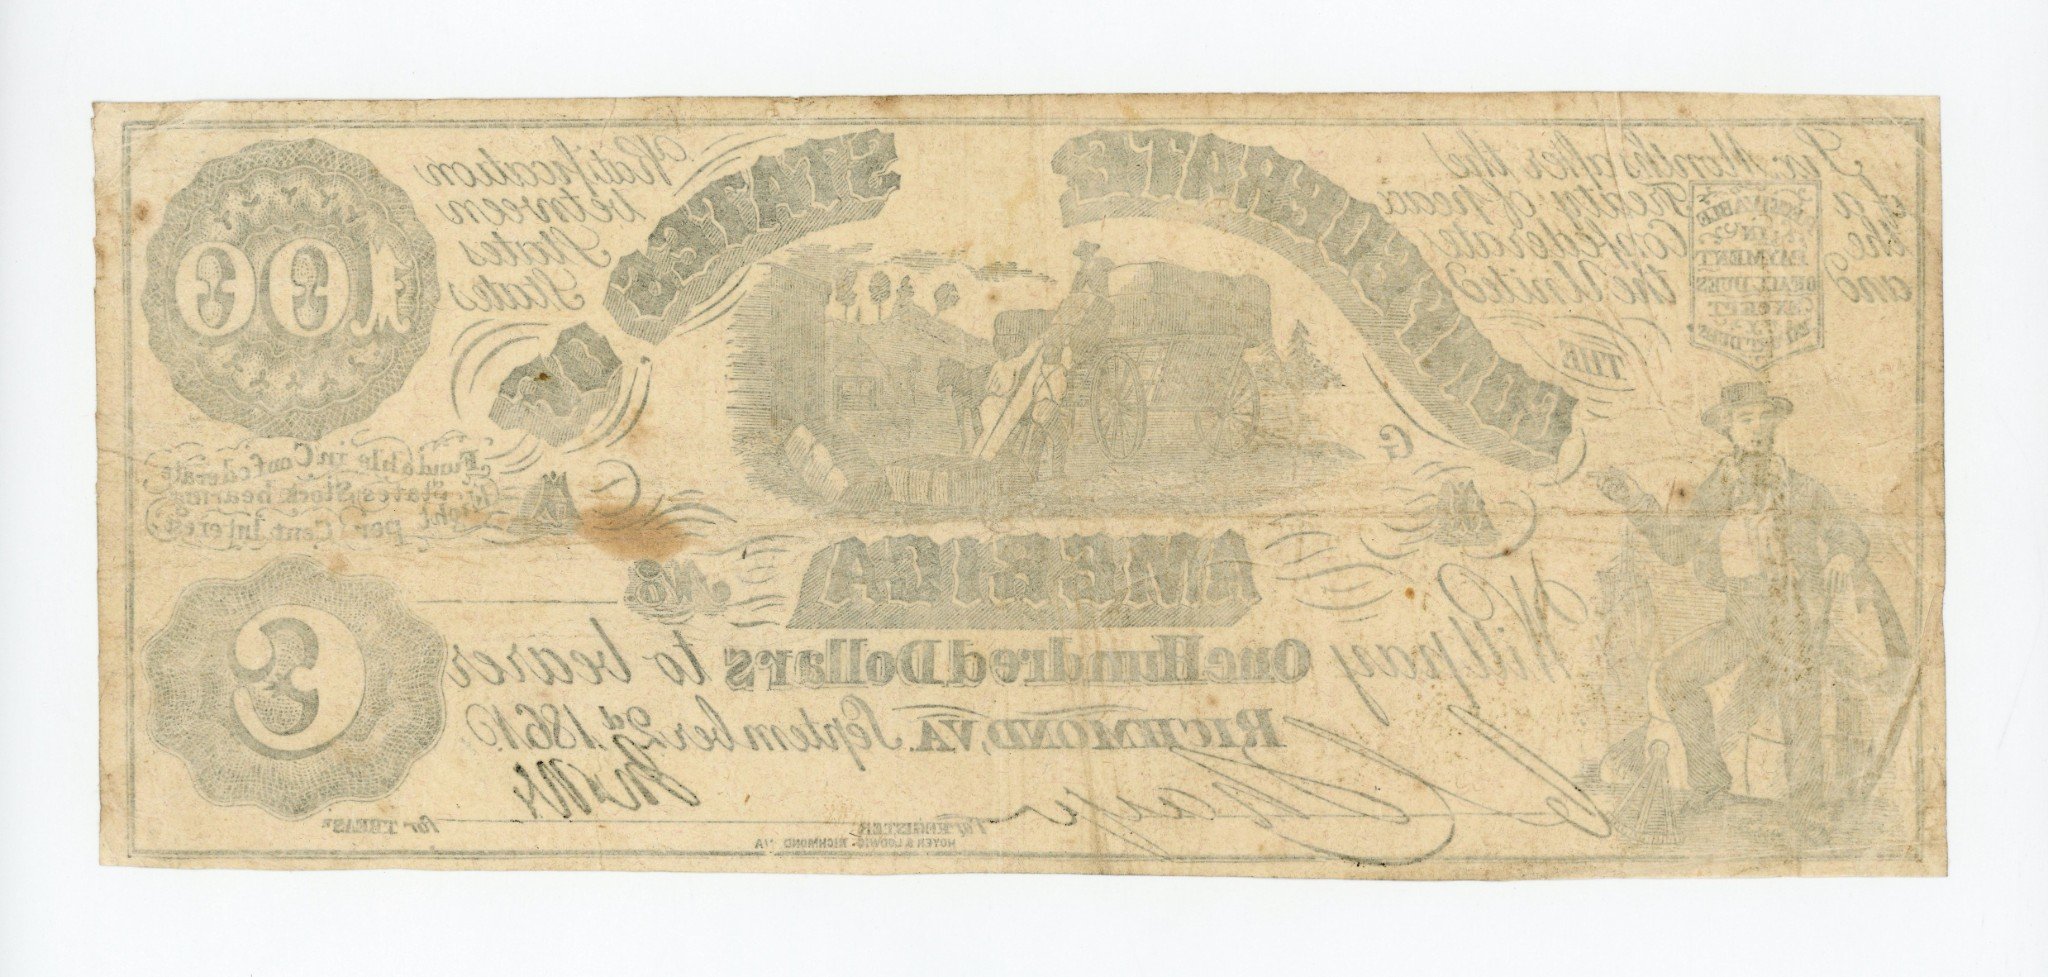 Six Months after the
Ratification
of a Treaty of peace
between
the Confederate
States
and the United
States
RECEIVABLE
IN
PAYMENT
OF ALL DUES
EXCEPT
EXPORT DUES
100
THE
CONFEDERATE STATES
OF
AMERICA
G
Fundable in Confederate
States Stock bearing
Eight per Cent Interest
No.
Will pay One Hundred Dollars to bearer
RICHMOND, VA. September 2d. 1861.
3
For REGISTER
For TREASR
HOYER & LUDWIG. RICHMOND VA